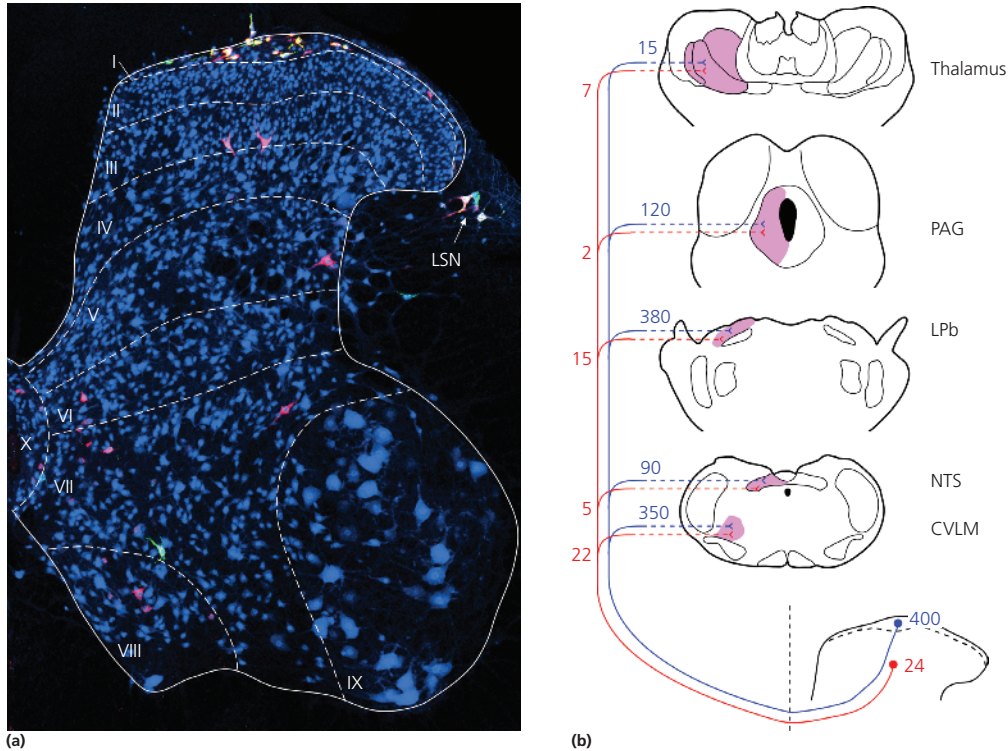 I
II
III
IV
LSN
V
VI
X
VII
VIII
IX
(a)
15
Thalamus
7
120
PAG
2
380
LPb
15
90
NTS
5
350
CVLM
22
400
24
(b)